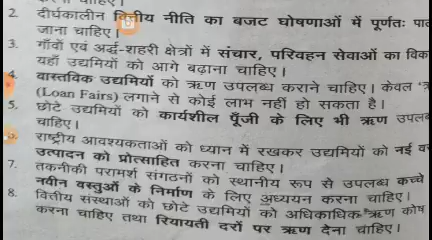 2. दीर्घकालीन वित्तीय नीति का बजट घोषणाओं में पूर्णतः
जाना चाहिए।
3. गाँवों एवं अर्द्ध-शहरी क्षेत्रों में संचार, परिवहन सेवाओं का
यहाँ उद्यमियों को आगे बढ़ाना चाहिए।
4. वास्तविक उद्यमियों को ऋण उपलब्ध कराने चाहिए। केवल
(Loan Fairs) लगाने से कोई लाभ नहीं हो सकता है।
5. छोटे उद्यमियों को कार्यशील पूँजी के लिए भी ऋण
चाहिए।
राष्ट्रीय आवश्यकताओं को ध्यान में रखकर उद्यमियों को नई
उत्पादन को प्रोत्साहित करना चाहिए।
7. तकनीकी परामर्श संगठनों को स्थानीय रूप से उपलब्ध कच्चे
नवीन वस्तुओं के निर्माण के लिए अध्ययन करना चाहिए।
8. वित्तीय संस्थाओं को छोटे उद्यमियों को अधिकाधिक ऋण कोष
करना चाहिए तथा रियायती दरों पर ऋण देना चाहिए।